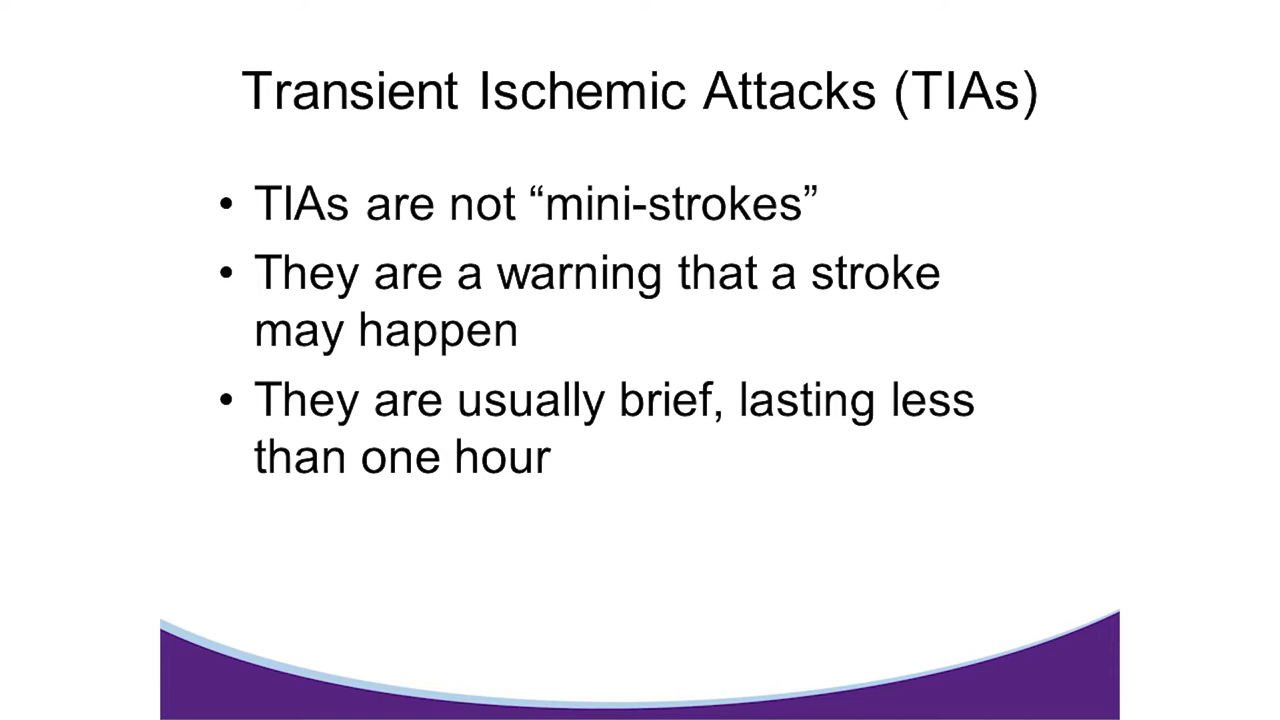 Transient Ischemic Attacks (TIAs)
• TIAs are not “mini-strokes”
• They are a warning that a stroke
may happen
• They are usually brief, lasting less
than one hour